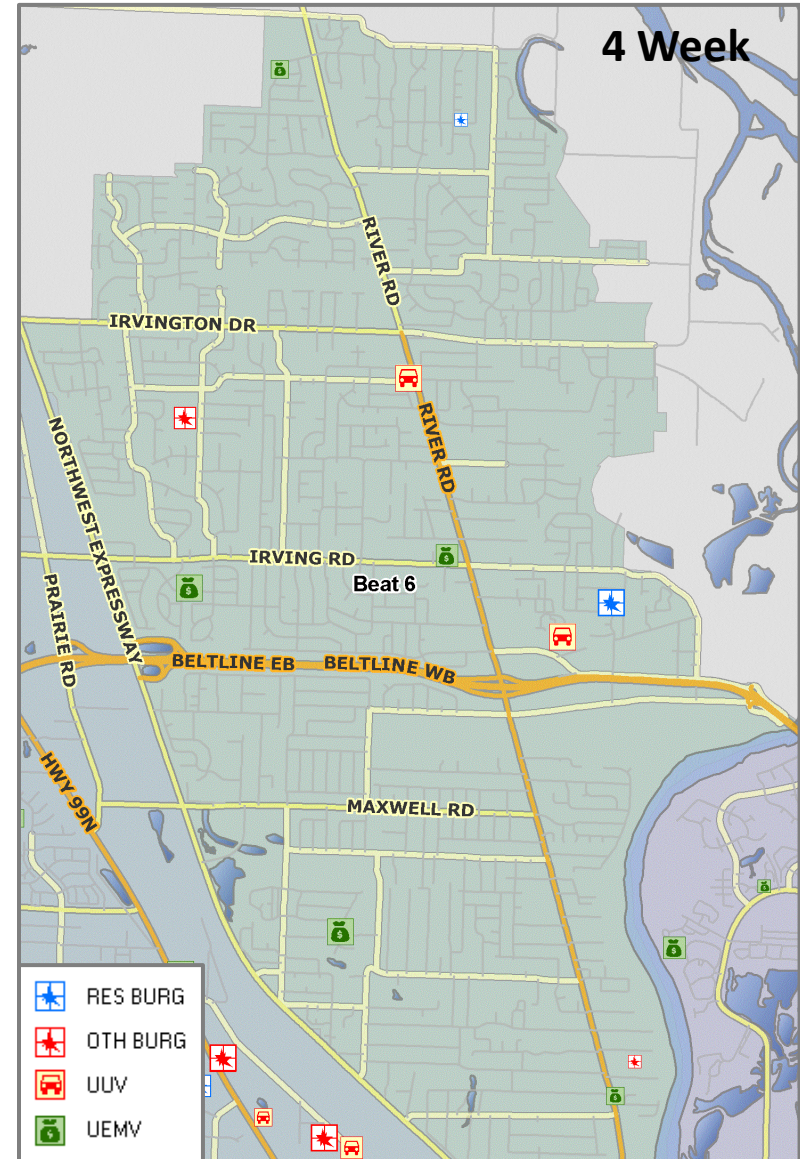 4 Week
RIVER RD
IRVINGTON DR
RIVER RD
NORTHWEST EXPRESSWAY
IRVING RD
Beat 6
PRAIRIE RD
BELTLINE EB
BELTLINE WB
HWY 99N
MAXWELL RD
RES BURG
OTH BURG
UUV
UEMV